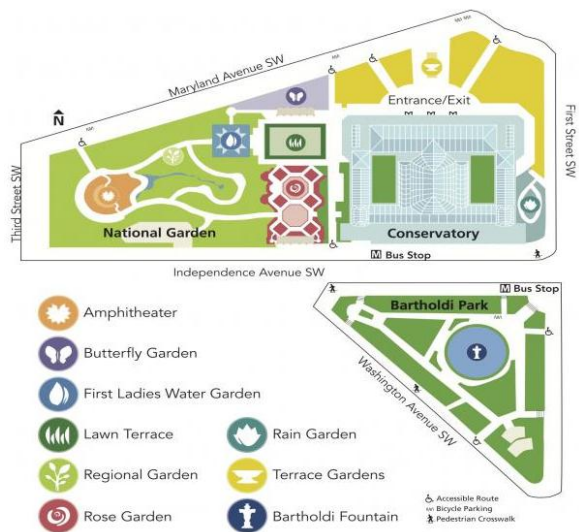 Maryland Avenue SW
First Street SW
Third Street SW
N
Entrance/Exit
National Garden
Conservatory
M Bus Stop
Independence Avenue SW
M Bus Stop
Bartholdi Park
Washington Avenue SW
Amphitheater
Butterfly Garden
First Ladies Water Garden
Lawn Terrace
Regional Garden
Rose Garden
Rain Garden
Terrace Gardens
Bartholdi Fountain
Accessible Route
Bicycle Parking
Pedestrian Crosswalk